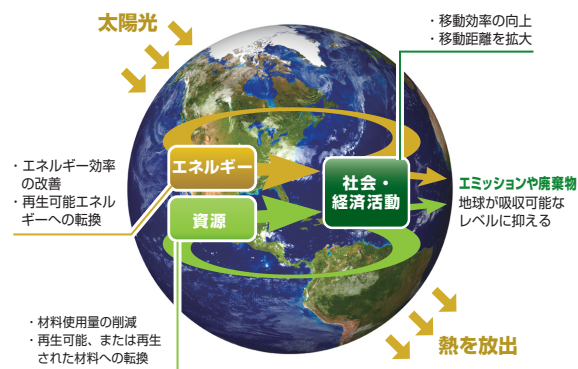 太陽光
・移動効率の向上
・移動距離を拡大
・エネルギー効率
の改善
・再生可能エネル
ギーへの転換
エネルギー
資源
社会・
経済活動
エミッションや廃棄物
地球が吸収可能な
レベルに抑える
・材料使用量の削減
・再生可能、または再生
された材料への転換
熱を放出